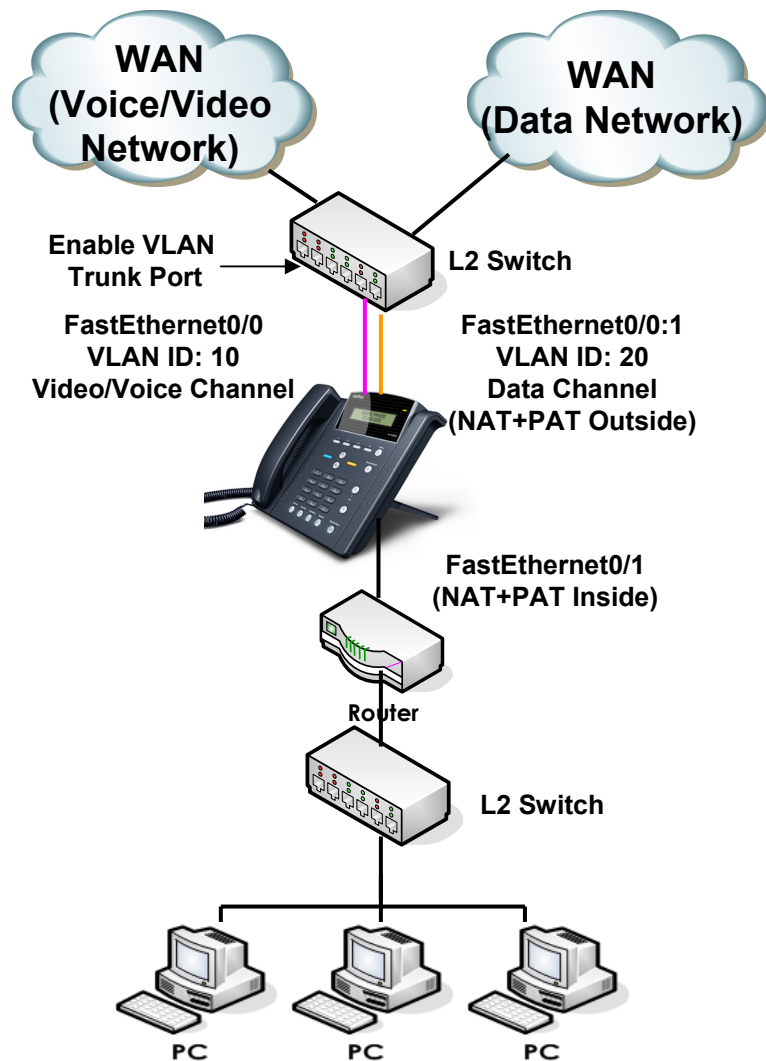 WAN
(Voice/Video
Network)
WAN
(Data Network)
Enable VLAN
Trunk Port
L2 Switch
FastEthernet0/0
VLAN ID: 10
Video/Voice Channel
FastEthernet0/0:1
VLAN ID: 20
Data Channel
(NAT+PAT Outside)
FastEthernet0/1
(NAT+PAT Inside)
Router
L2 Switch
PC
PC
PC